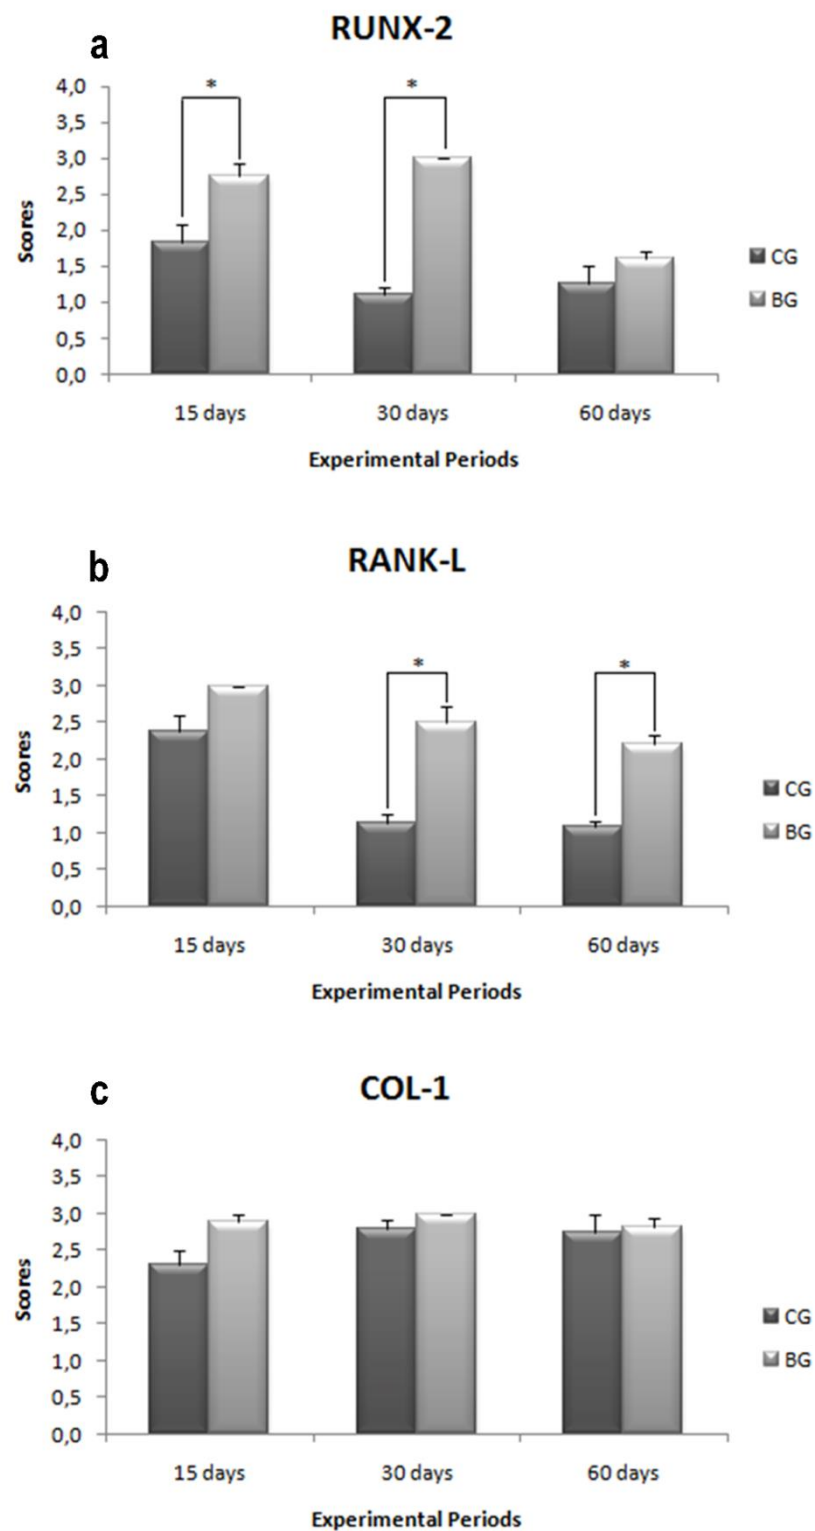 a
RUNX-2
*
*
4,0
3,5
3,0
2,5
2,0
1,5
1,0
0,5
0,0
Scores
CG
BG
15 days 30 days 60 days
Experimental Periods
b
RANK-L
*
*
4,0
3,5
3,0
2,5
2,0
1,5
1,0
0,5
0,0
Scores
CG
BG
15 days 30 days 60 days
Experimental Periods
c
COL-1
4,0
3,5
3,0
2,5
2,0
1,5
1,0
0,5
0,0
Scores
CG
BG
15 days 30 days 60 days
Experimental Periods